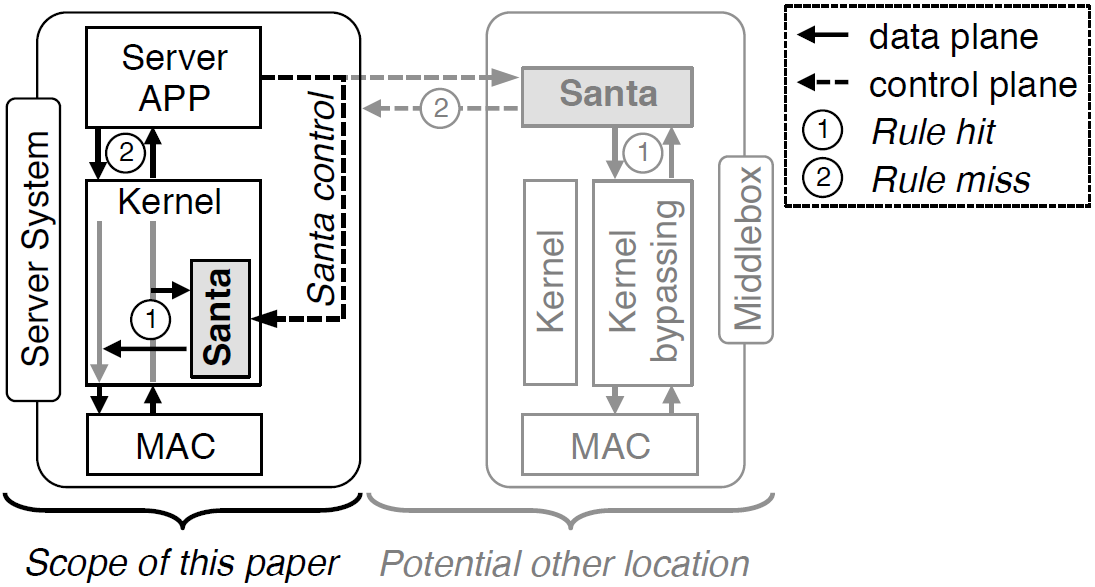 Server
APP
2
Kernel
1
Santa
MAC
Server System
Santa control
Scope of this paper
Santa
2
1
Kernel
Kernel
bypassing
MAC
Middlebox
Potential other location
data plane
control plane
1 Rule hit
2 Rule miss